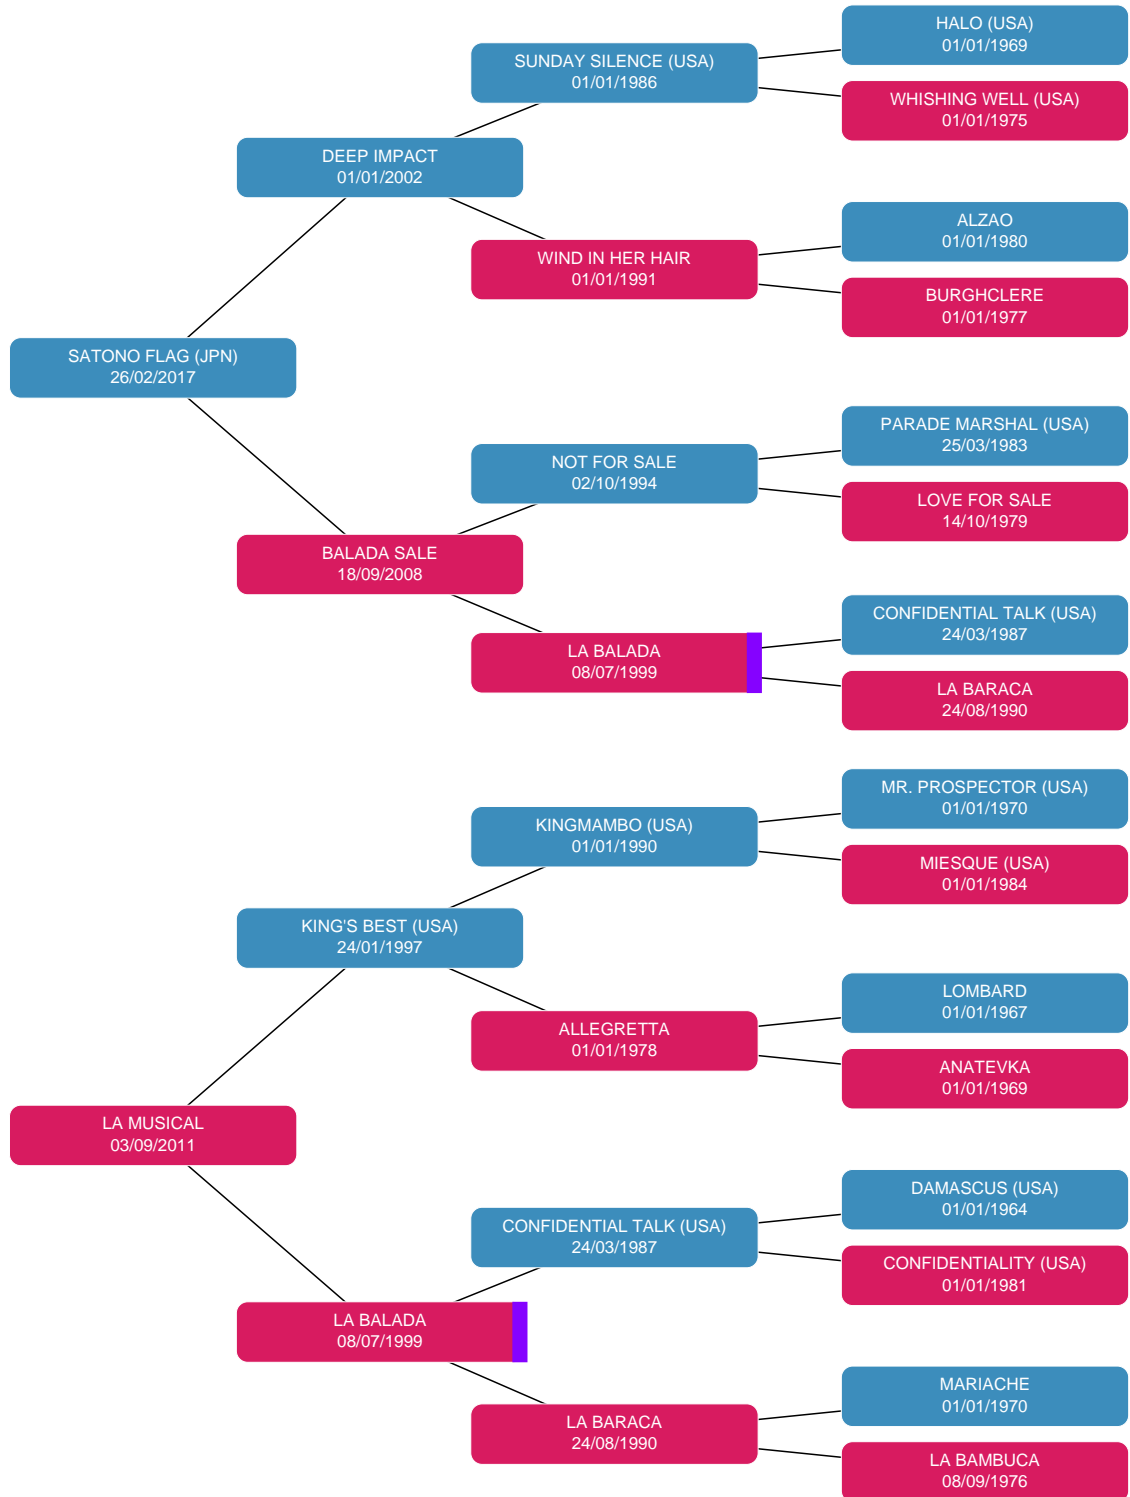 HALO (USA)
01/01/1969
SUNDAY SILENCE (USA)
01/01/1986
WHISHING WELL (USA)
01/01/1975
DEEP IMPACT
01/01/2002
ALZAO
01/01/1980
WIND IN HER HAIR
01/01/1991
BURGHCLERE
01/01/1977
SATONO FLAG (JPN)
26/02/2017
PARADE MARSHAL (USA)
25/03/1983
NOT FOR SALE
02/10/1994
LOVE FOR SALE
14/10/1979
BALADA SALE
18/09/2008
CONFIDENTIAL TALK (USA)
24/03/1987
LA BALADA
08/07/1999
LA BARACA
24/08/1990
MR. PROSPECTOR (USA)
01/01/1970
KINGMAMBO (USA)
01/01/1990
MIESQUE (USA)
01/01/1984
KING'S BEST (USA)
24/01/1997
LOMBARD
01/01/1967
ALLEGRETTA
01/01/1978
ANATEVKA
01/01/1969
LA MUSICAL
03/09/2011
DAMASCUS (USA)
01/01/1964
CONFIDENTIAL TALK (USA)
24/03/1987
CONFIDENTIALITY (USA)
01/01/1981
LA BALADA
08/07/1999
MARIACHE
01/01/1970
LA BARACA
24/08/1990
LA BAMBUCA
08/09/1976